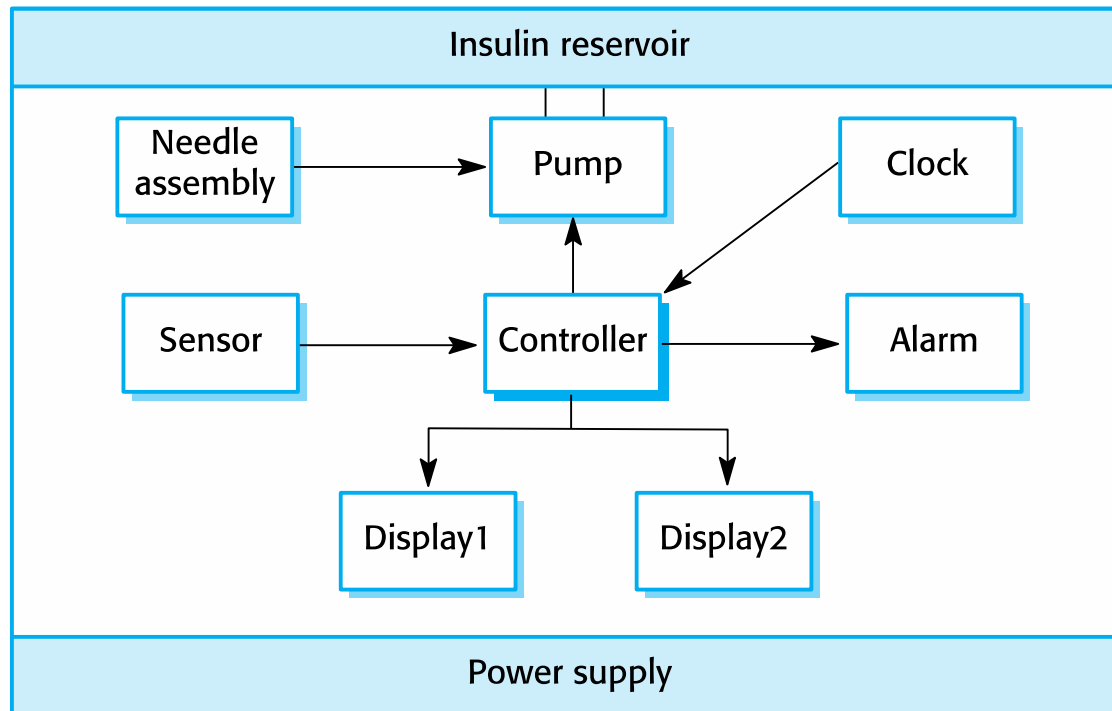 Insulin reservoir
Needle
assembly
Pump
Clock
Sensor
Controller
Alarm
Display1
Display2
Power supply